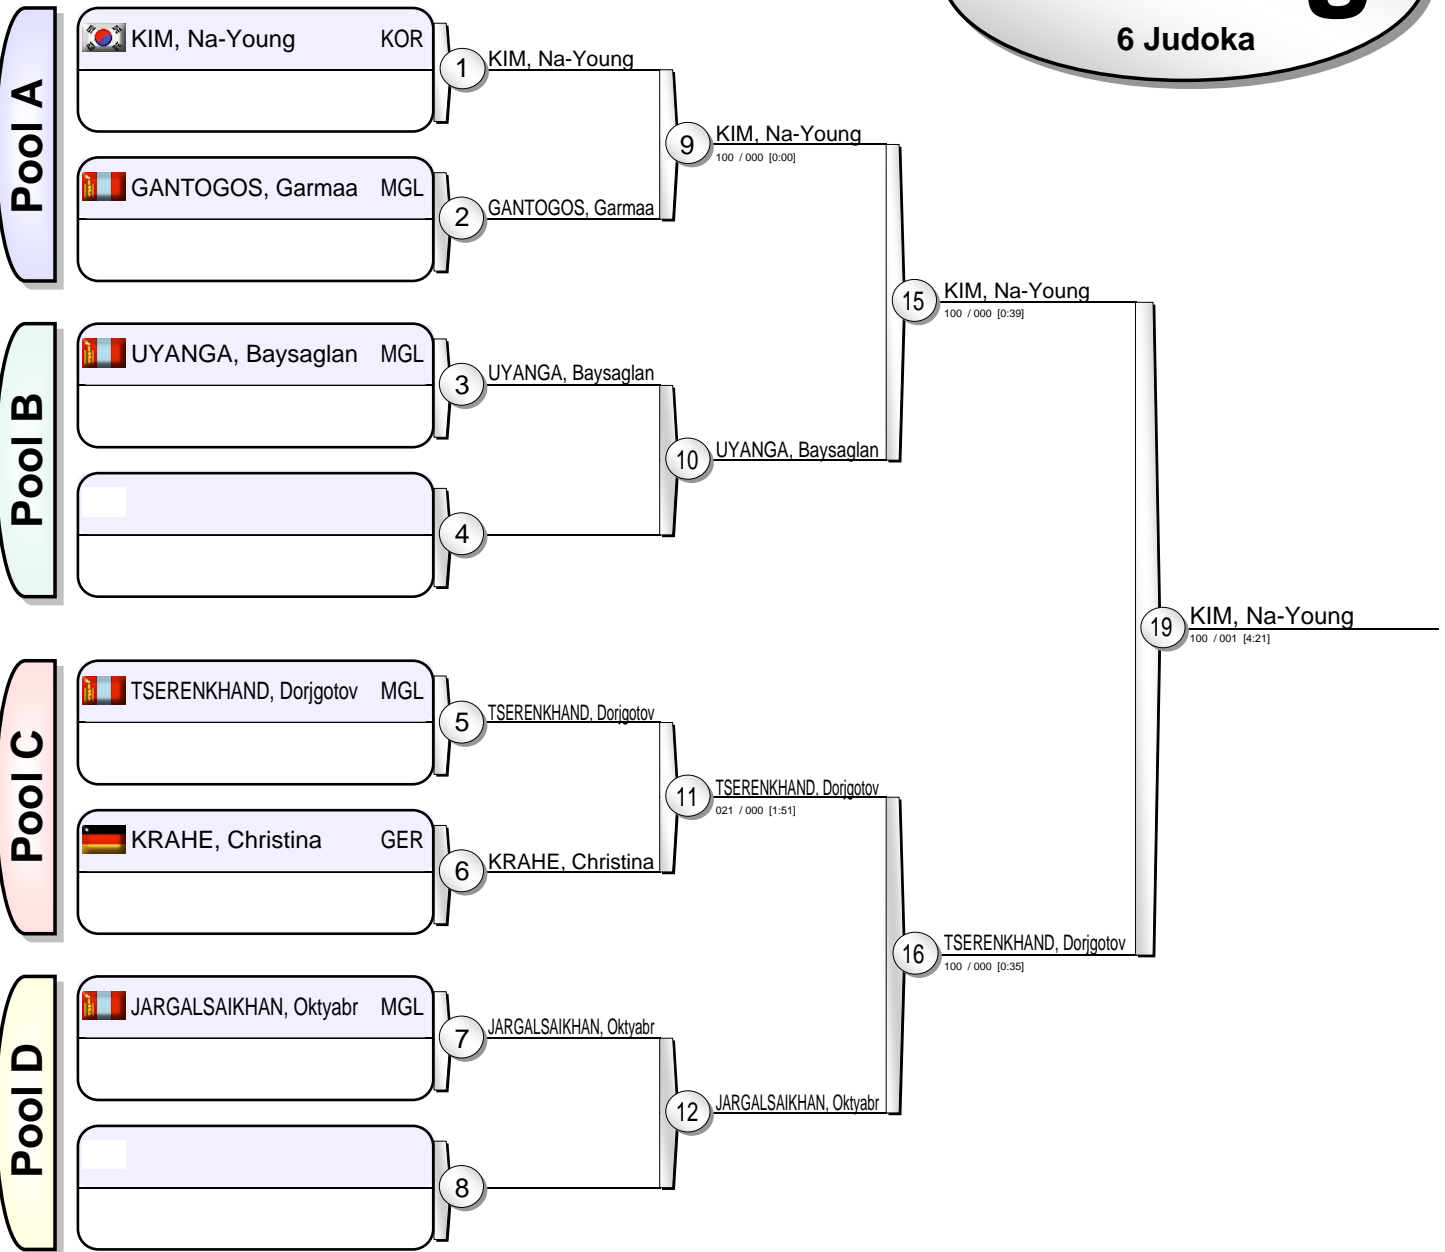 6 Judoka
Pool A
KIM, Na-Young KOR
1
KIM, Na-Young
GANTOGOS, Garmaa MGL
2
GANTOGOS, Garmaa
9
KIM, Na-Young
100 / 000 [0:00]
Pool B
UYANGA, Baysaglan MGL
3
UYANGA, Baysaglan
4
10
UYANGA, Baysaglan
15
KIM, Na-Young
100 / 000 [0:39]
Pool C
TSERENKHAND, Dorjgotov MGL
5
TSERENKHAND, Dorjgotov
KRAHE, Christina GER
6
KRAHE, Christina
11
TSERENKHAND, Dorjgotov
021 / 000 [1:51]
Pool D
JARGALSAIKHAN, Oktyabr MGL
7
JARGALSAIKHAN, Oktyabr
8
12
JARGALSAIKHAN, Oktyabr
16
TSERENKHAND, Dorjgotov
100 / 000 [0:35]
19
KIM, Na-Young
100 / 001 [4:21]